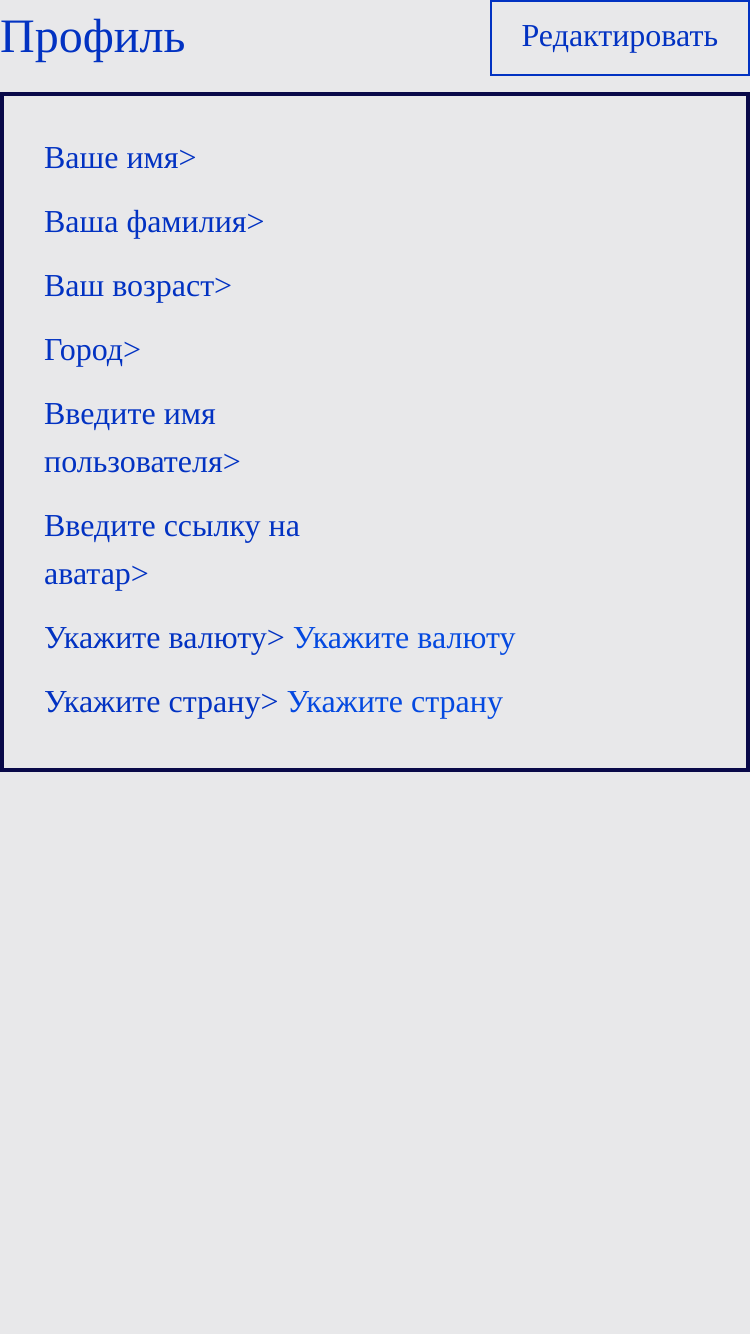 Профиль
Редактировать
Ваше имя>
Ваша фамилия>
Ваш возраст>
Город>
Введите имя
пользователя>
Введите ссылку на
аватар>
Укажите валюту> Укажите валюту
Укажите страну> Укажите страну